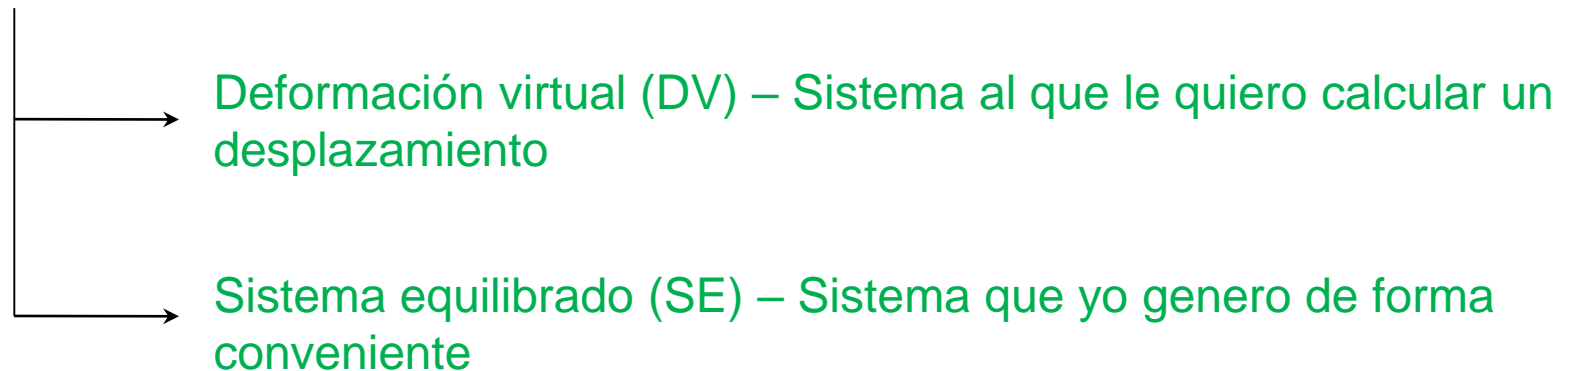 Deformación virtual (DV) – Sistema al que le quiero calcular un
desplazamiento
Sistema equilibrado (SE) – Sistema que yo genero de forma
conveniente